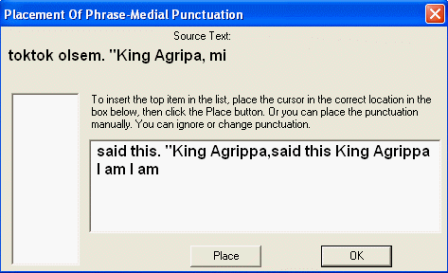 Placement Of Phrase-Medial Punctuation
Source Text:
toktok olsem. "King Agripa, mi
To insert the top item in the list, place the cursor in the correct location in the
box below, then click the Place button. Or you can place the punctuation
manually. You can ignore or change punctuation.
said this. "King Agrippa,said this King Agrippa
I am I am
Place
OK